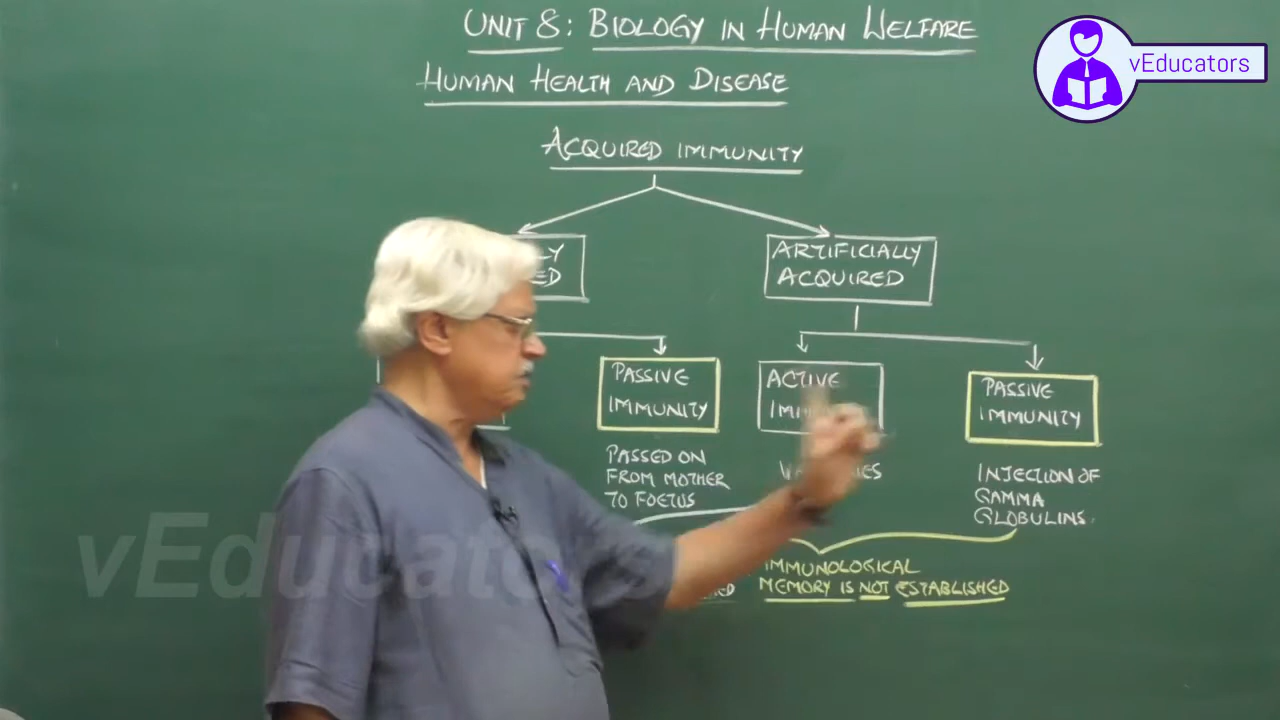 UNIT 8: BIOLOGY IN HUMAN WELFARE
vEducators
HUMAN HEALTH AND DISEASE
ACQUIRED IMMUNITY
ARTIFICIALLY
ACQUIRED
PASSIVE
IMMUNITY
ACTIVE
PASSIVE
IMMUNITY
PASSED ON
FROM MOTHER
TO FOETUS
INJECTION OF
GAMMA
GLOBULINS.
IMMUNOLOGICAL
MEMORY IS NOT ESTABLISHED
vEducators